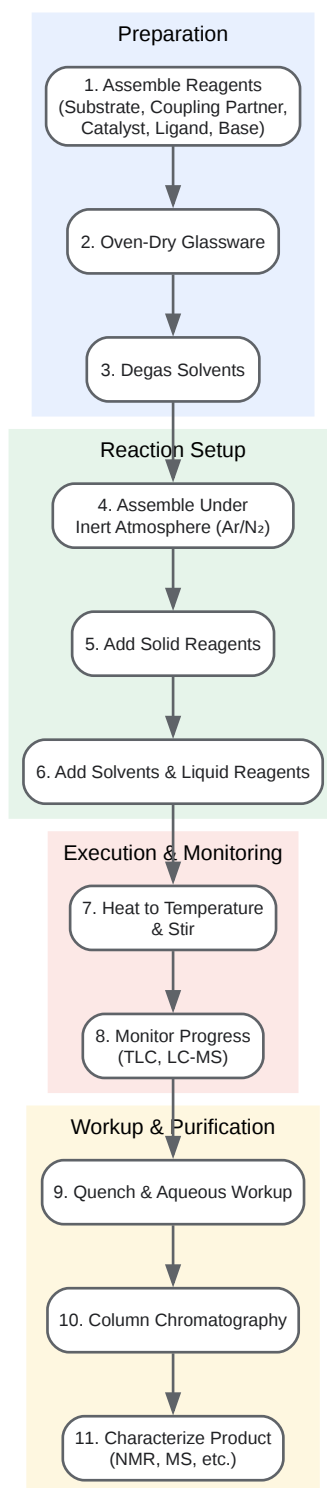 Preparation
1. Assemble Reagents
(Substrate, Coupling Partner,
Catalyst, Ligand, Base)
2. Oven-Dry Glassware
3. Degas Solvents
Reaction Setup
4. Assemble Under
Inert Atmosphere (Ar/N₂)
5. Add Solid Reagents
6. Add Solvents & Liquid Reagents
Execution & Monitoring
7. Heat to Temperature
& Stir
8. Monitor Progress
(TLC, LC-MS)
Workup & Purification
9. Quench & Aqueous Workup
10. Column Chromatography
11. Characterize Product
(NMR, MS, etc.)